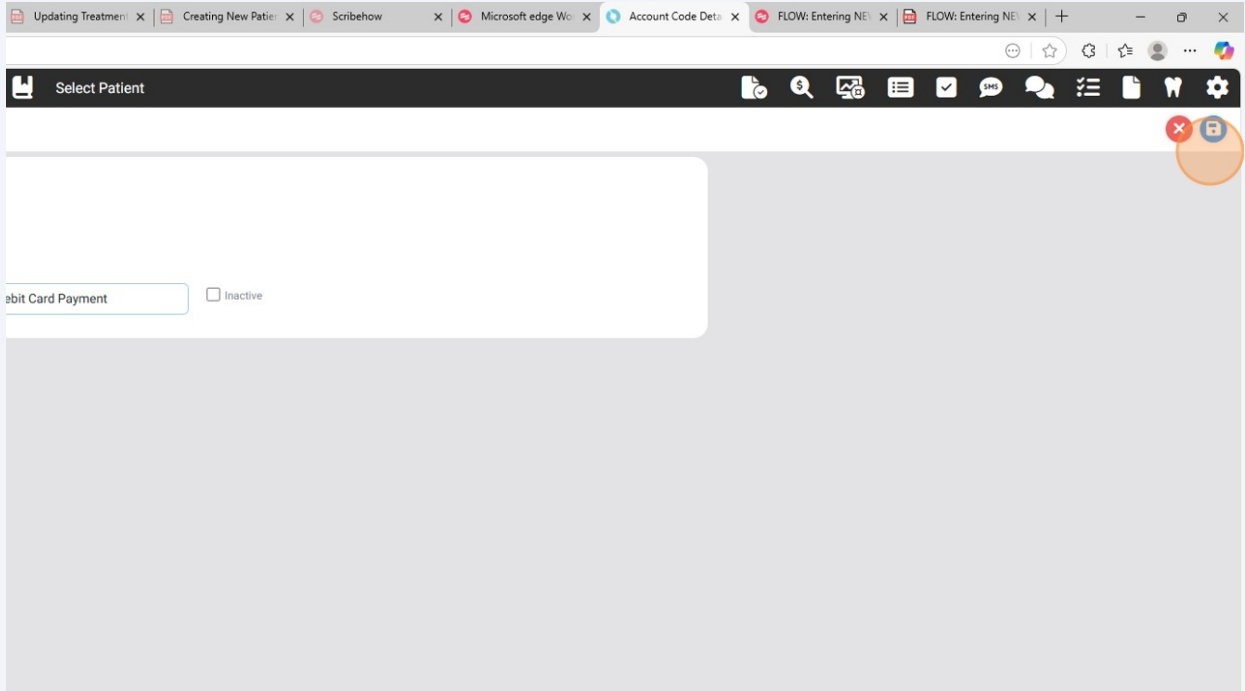 Updating Treatment
Creating New Patie
Scribehow
Microsoft edge Wo
Account Code Deta
FLOW: Entering NE
FLOW: Entering NE
Select Patient
SMS
ebit Card Payment
Inactive